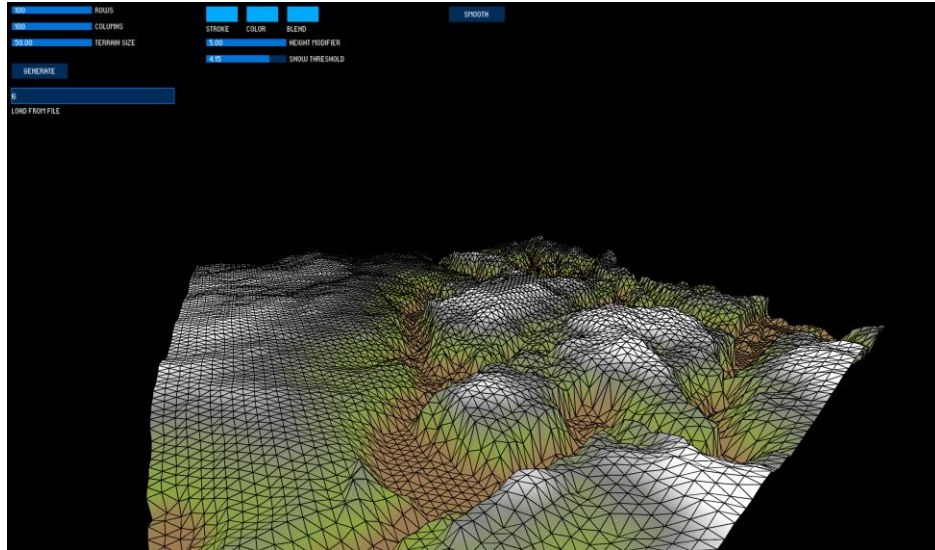 100 ROWS
100 COLUMNS
50.00 TERRAIN SIZE
GENERATE
6
LOAD FROM FILE
STROKE COLOR BLEND
5.00 HEIGHT MODIFIER
4.15 SNOW THRESHOLD
SMOOTH